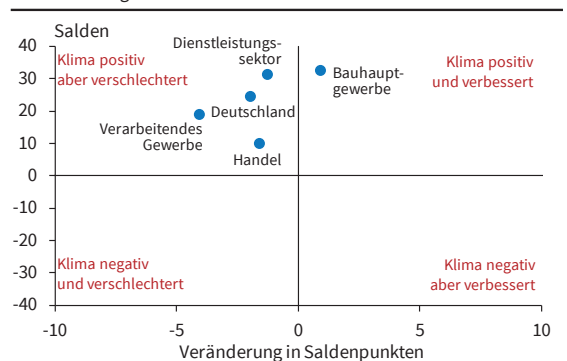 Salden
40
30
20
10
0
-10
-20
-30
-40
Klima positiv
aber verschlechtert
Dienstleistungs-
sektor
Deutschland
Verarbeitendes
Gewerbe
Handel
Bauhaupt-
gewerbe
Klima positiv
und verbessert
Klima negativ
und verschlechtert
Klima negativ
aber verbessert
-10
-5
0
5
10
Veränderung in Saldenpunkten